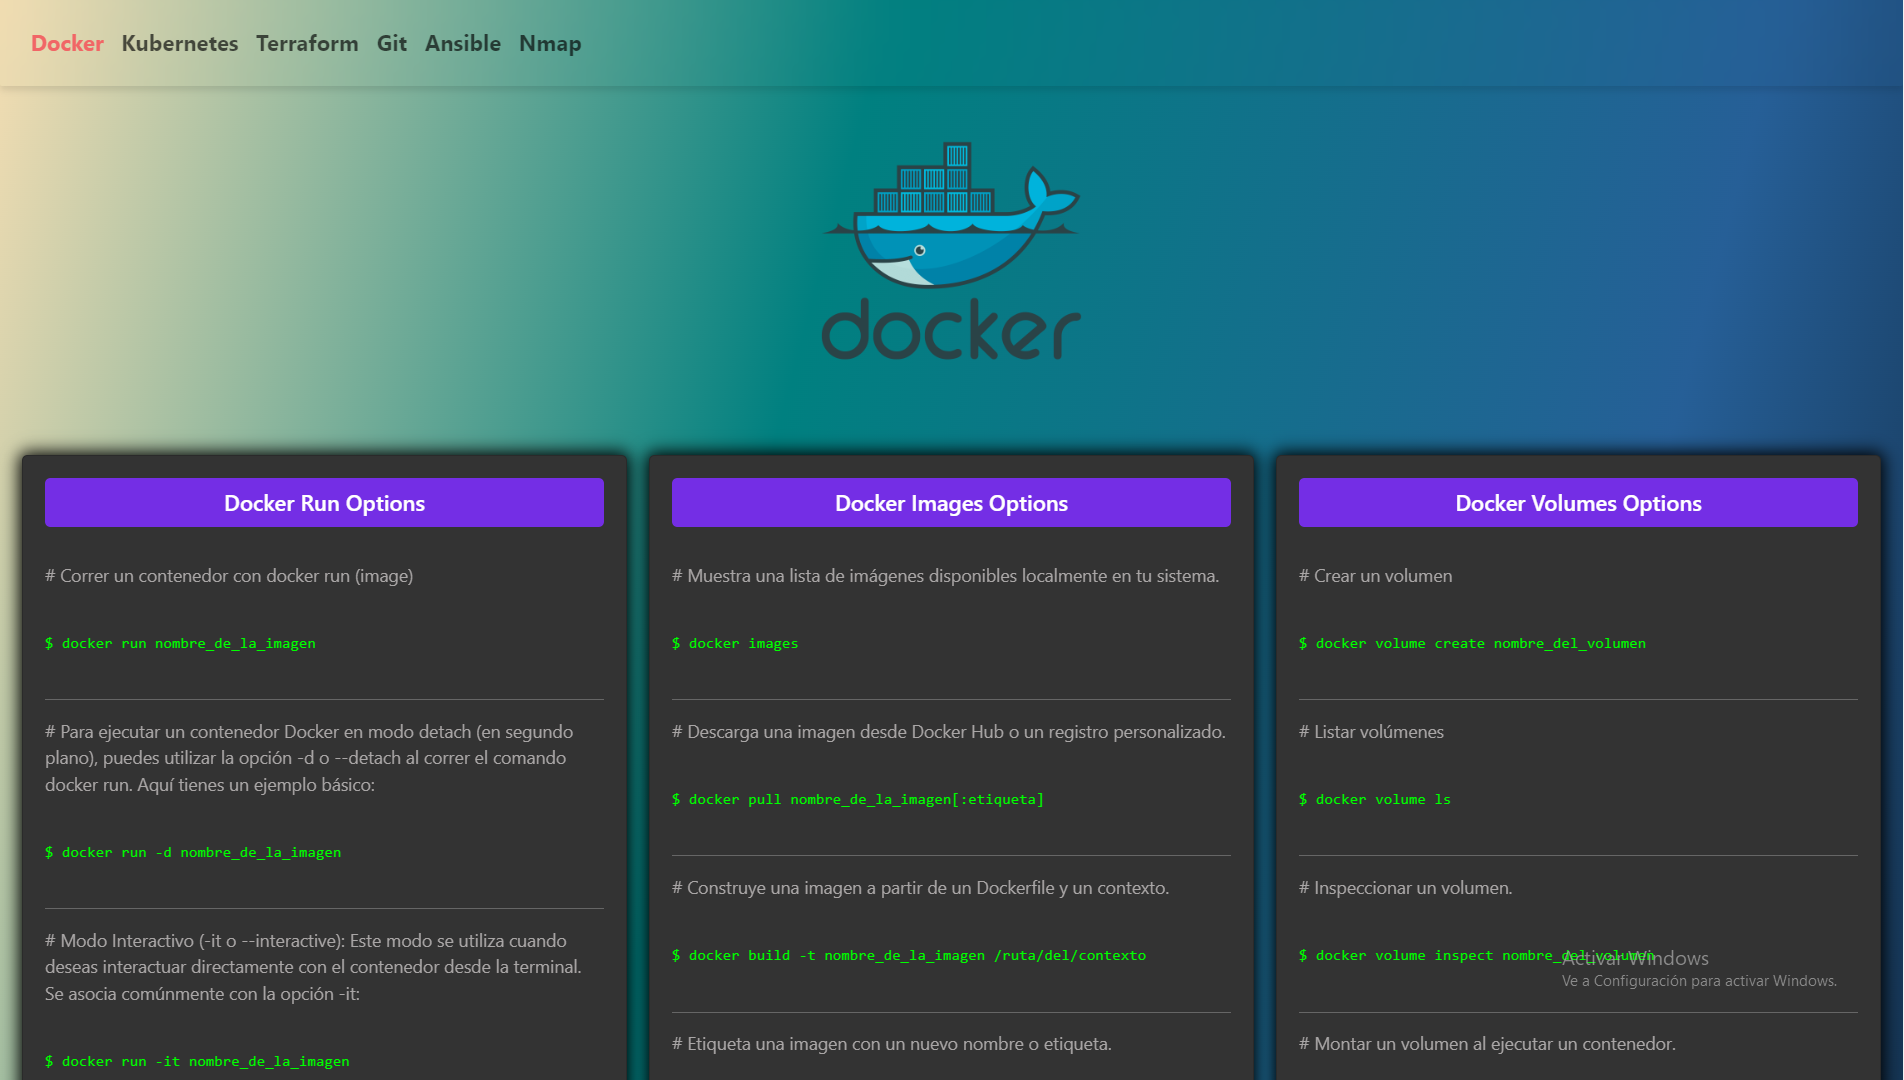 Docker Kubernetes Terraform Git Ansible Nmap
docker
Docker Run Options
# Correr un contenedor con docker run (image)
$ docker run nombre_de_la_imagen
# Para ejecutar un contenedor Docker en modo detach (en segundo
plano), puedes utilizar la opción -d o --detach al correr el comando
docker run. Aquí tienes un ejemplo básico:
$ docker run -d nombre_de_la_imagen
# Modo Interactivo (-it o --interactive): Este modo se utiliza cuando
deseas interactuar directamente con el contenedor desde la terminal.
Se asocia comúnmente con la opción -it:
$ docker run -it nombre_de_la_imagen
Docker Images Options
# Muestra una lista de imágenes disponibles localmente en tu sistema.
$ docker images
# Descarga una imagen desde Docker Hub o un registro personalizado.
$ docker pull nombre_de_la_imagen[:etiqueta]
# Construye una imagen a partir de un Dockerfile y un contexto.
$ docker build -t nombre_de_la_imagen /ruta/del/contexto
# Etiqueta una imagen con un nuevo nombre o etiqueta.
Docker Volumes Options
# Crear un volumen
$ docker volume create nombre_del_volumen
# Listar volúmenes
$ docker volume ls
# Inspeccionar un volumen.
$ docker volume inspect nombre_del_volumen
# Montar un volumen al ejecutar un contenedor.
Activar Windows
Ve a Configuración para activar Windows.